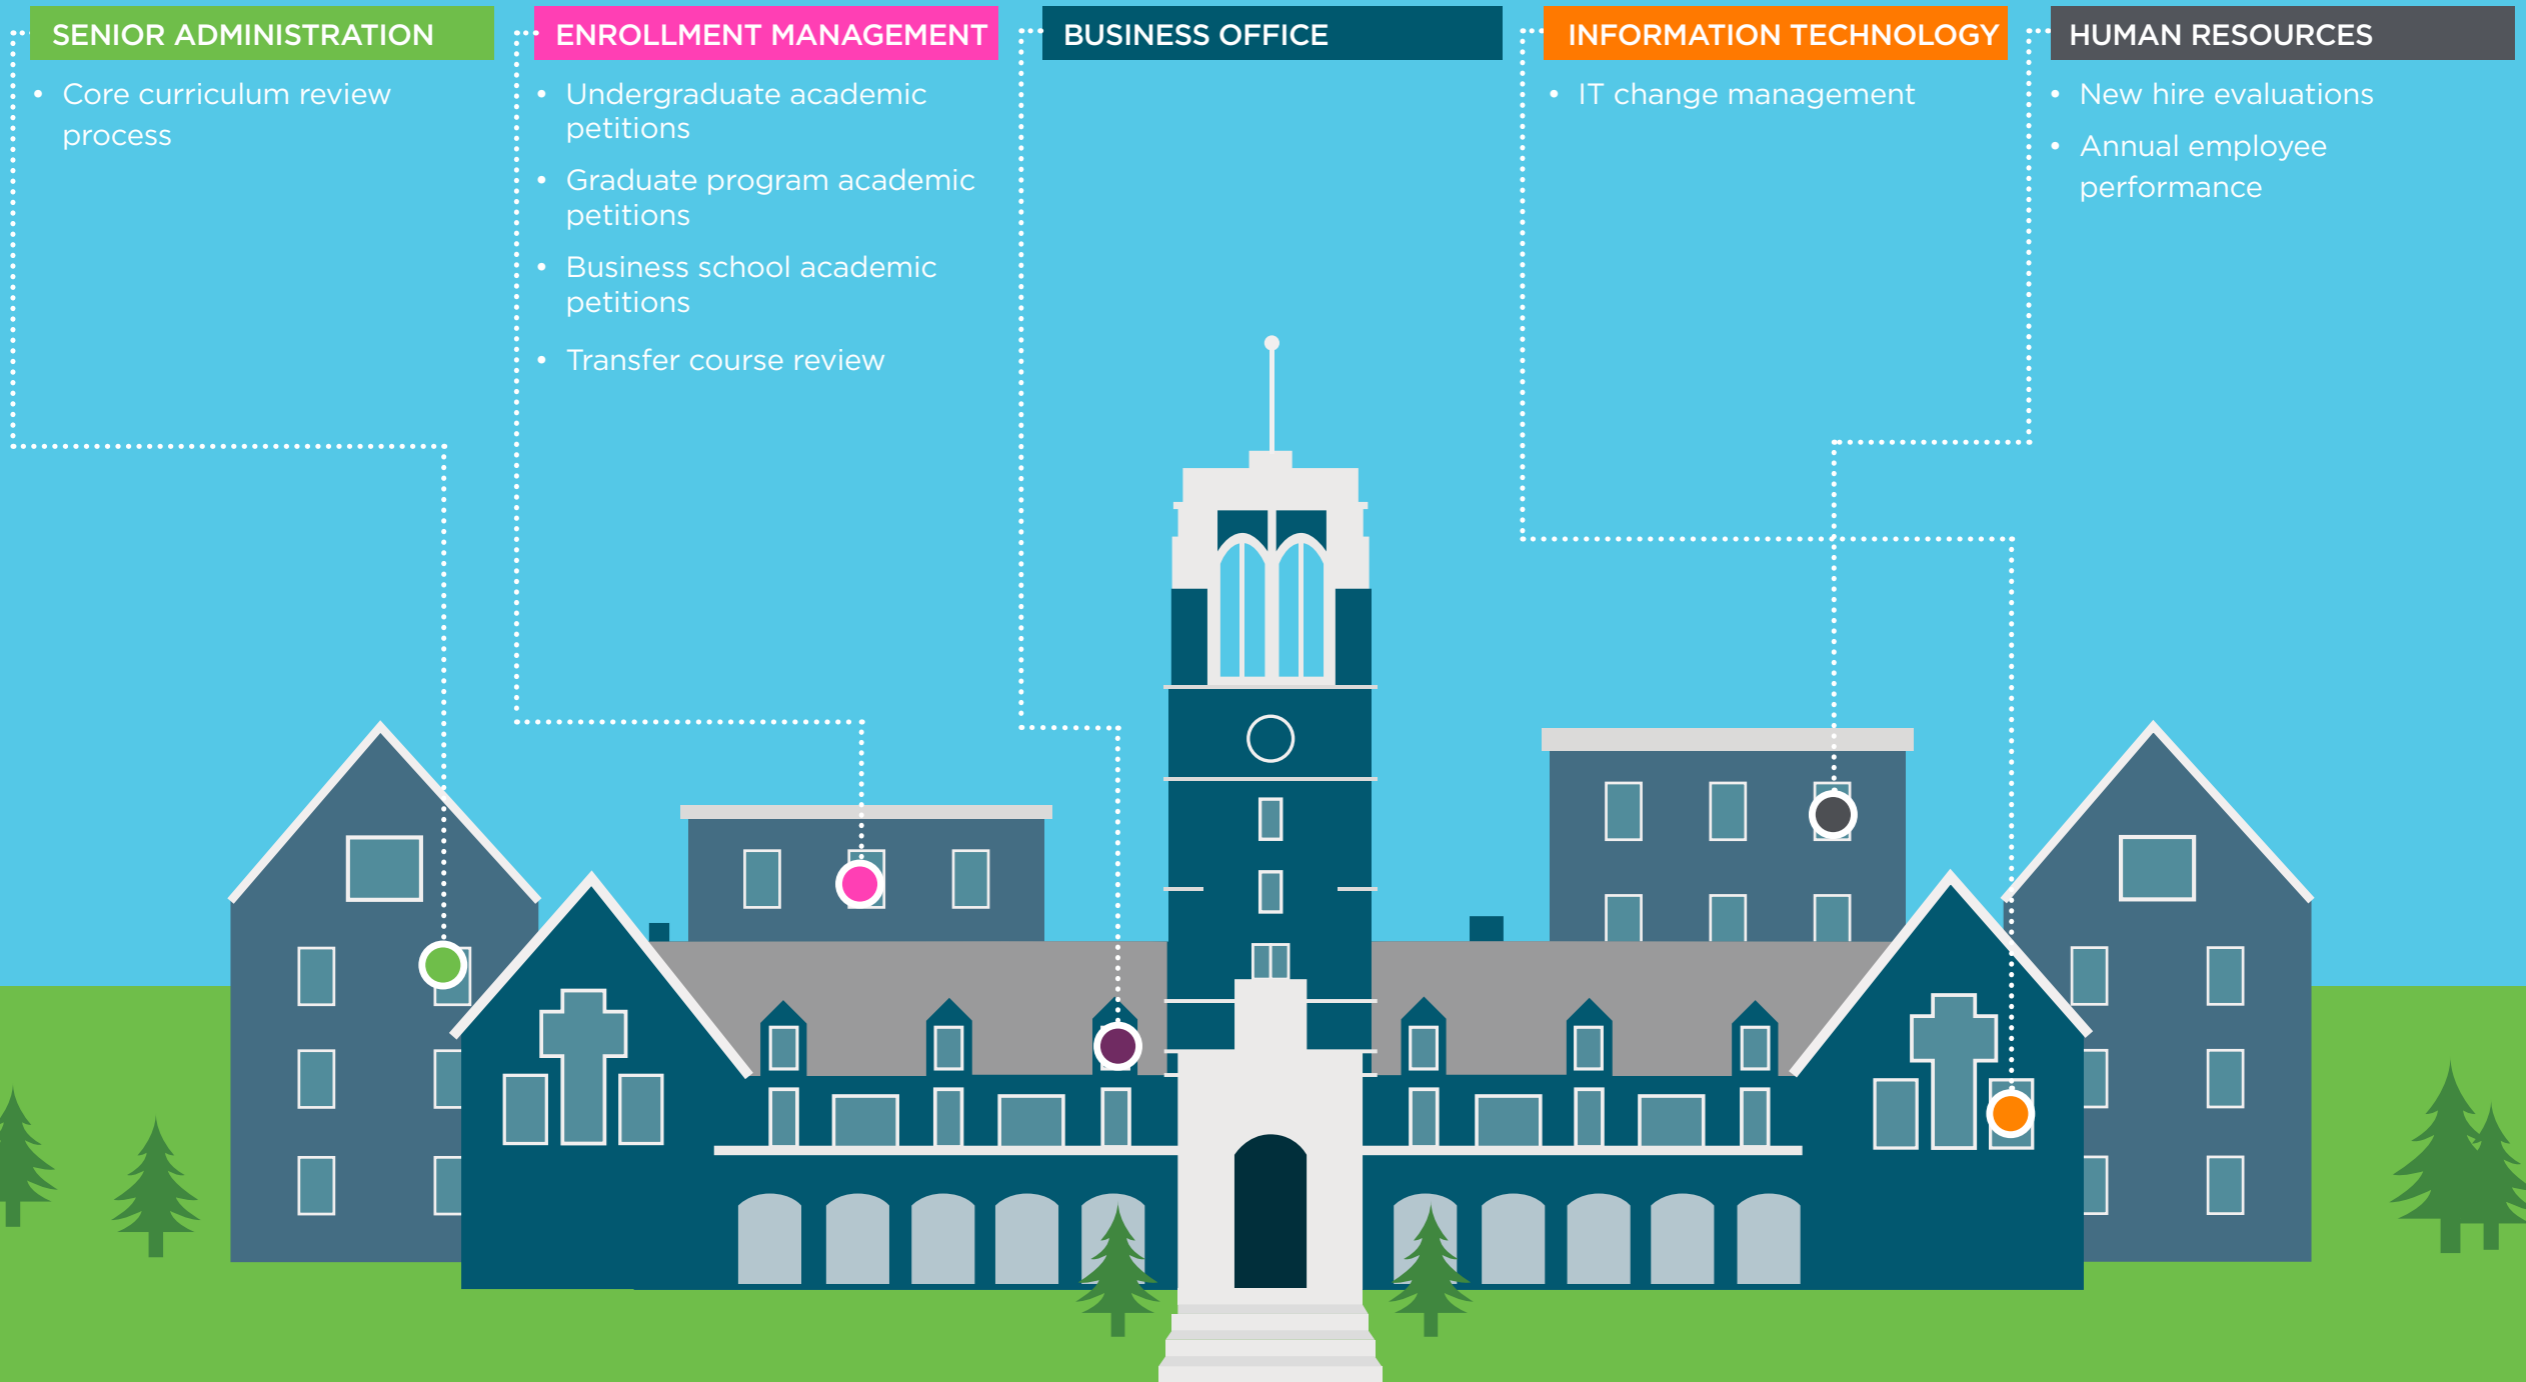 SENIOR ADMINISTRATION
• Core curriculum review
process
ENROLLMENT MANAGEMENT
• Undergraduate academic
petitions
• Graduate program academic
petitions
• Business school academic
petitions
• Transfer course review
BUSINESS OFFICE
INFORMATION TECHNOLOGY
• IT change management
HUMAN RESOURCES
• New hire evaluations
• Annual employee
performance